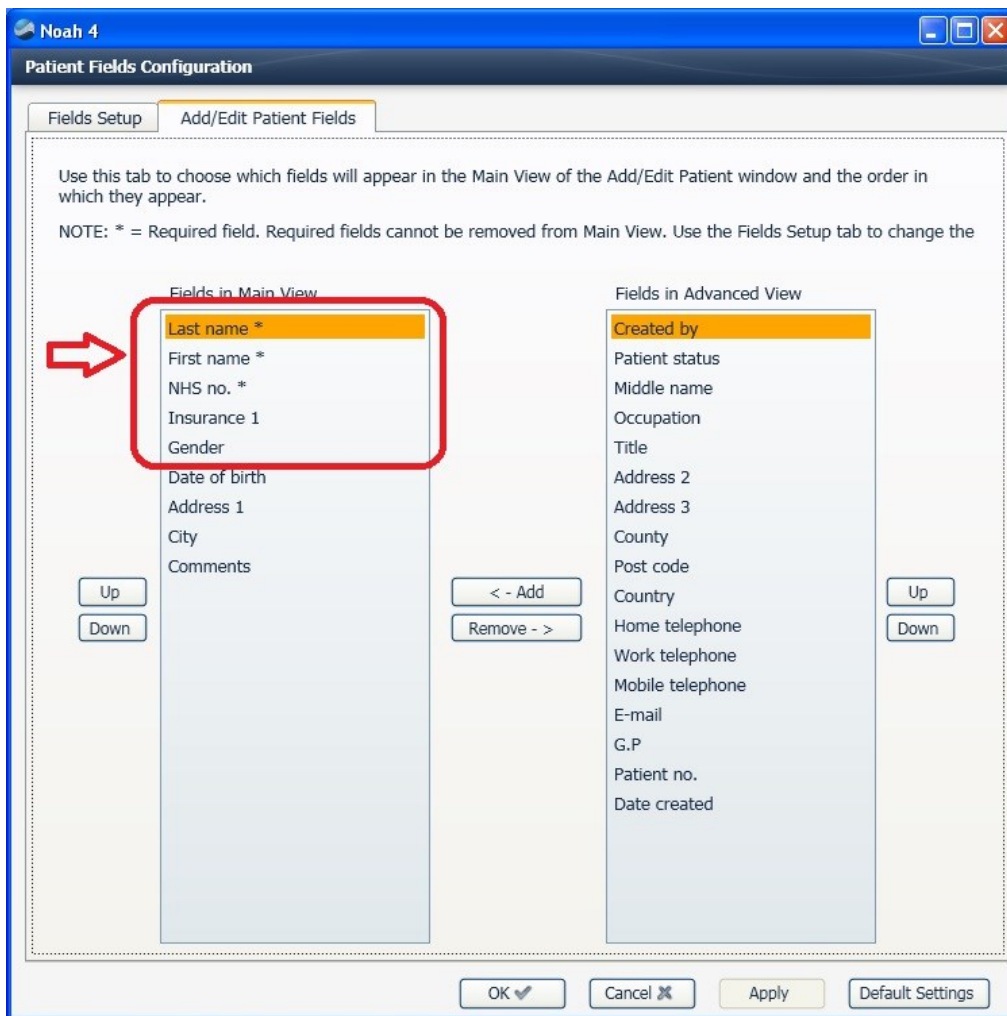 Noah 4
Patient Fields Configuration
Fields Setup
Add/Edit Patient Fields
Use this tab to choose which fields will appear in the Main View of the Add/Edit Patient window and the order in
which they appear.
NOTE: * = Required field. Required fields cannot be removed from Main View. Use the Fields Setup tab to change the
Fields in Main View
Last name *
First name *
NHS no. *
Insurance 1
Gender
Date of birth
Address 1
City
Comments
Up
Down
< - Add
Remove - >
Fields in Advanced View
Created by
Patient status
Middle name
Occupation
Title
Address 2
Address 3
County
Post code
Country
Home telephone
Work telephone
Mobile telephone
E-mail
G.P
Patient no.
Date created
Up
Down
OK
Cancel
Apply
Default Settings